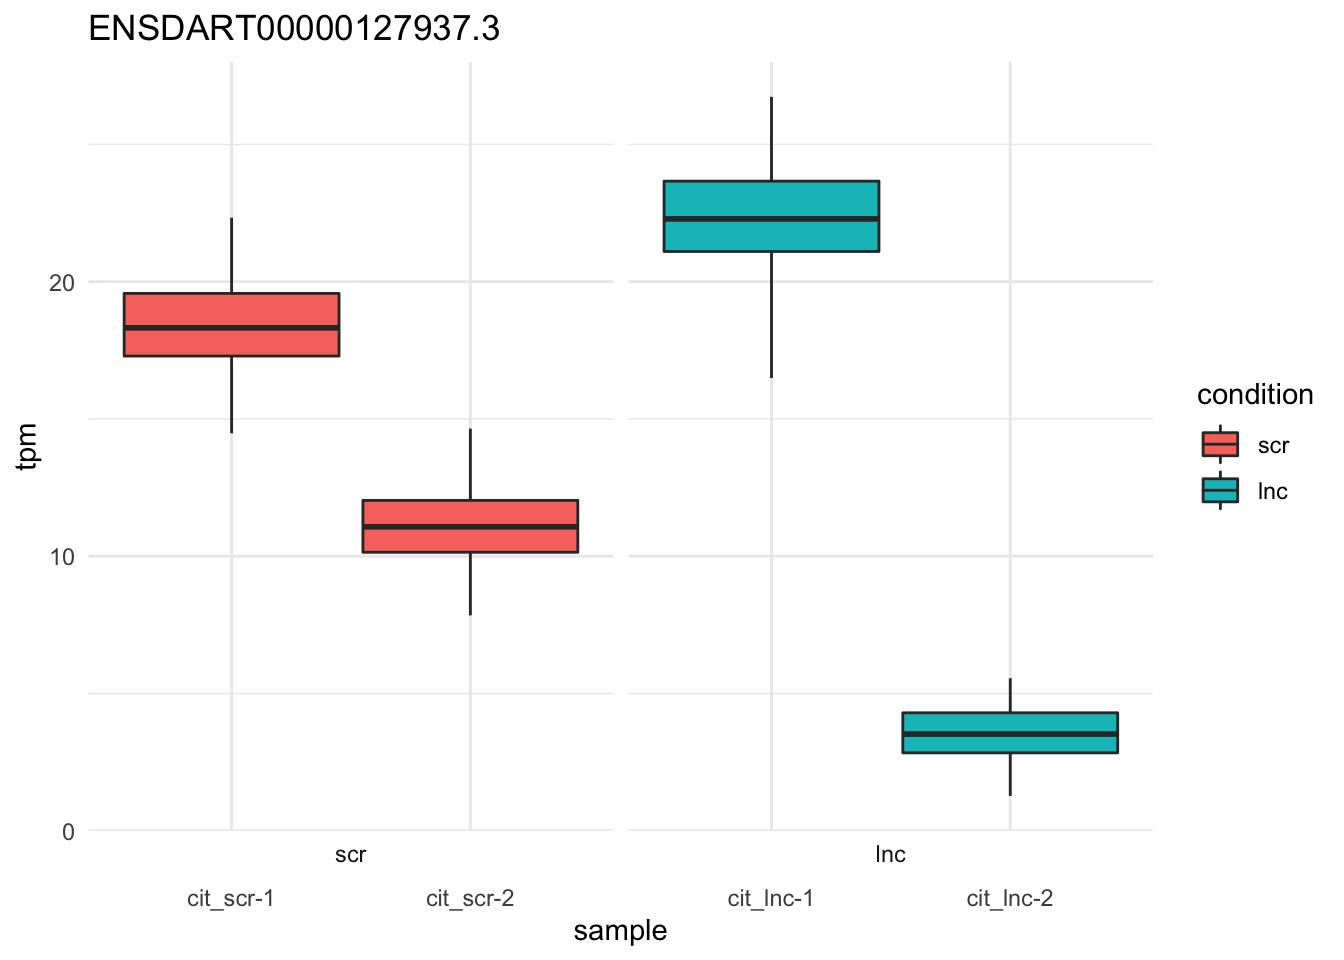 ENSDART00000127937.3
tpm
20
10
0
scr
lnc
cit_scr-1
cit_scr-2
cit_lnc-1
cit_lnc-2
sample
condition
scr
lnc